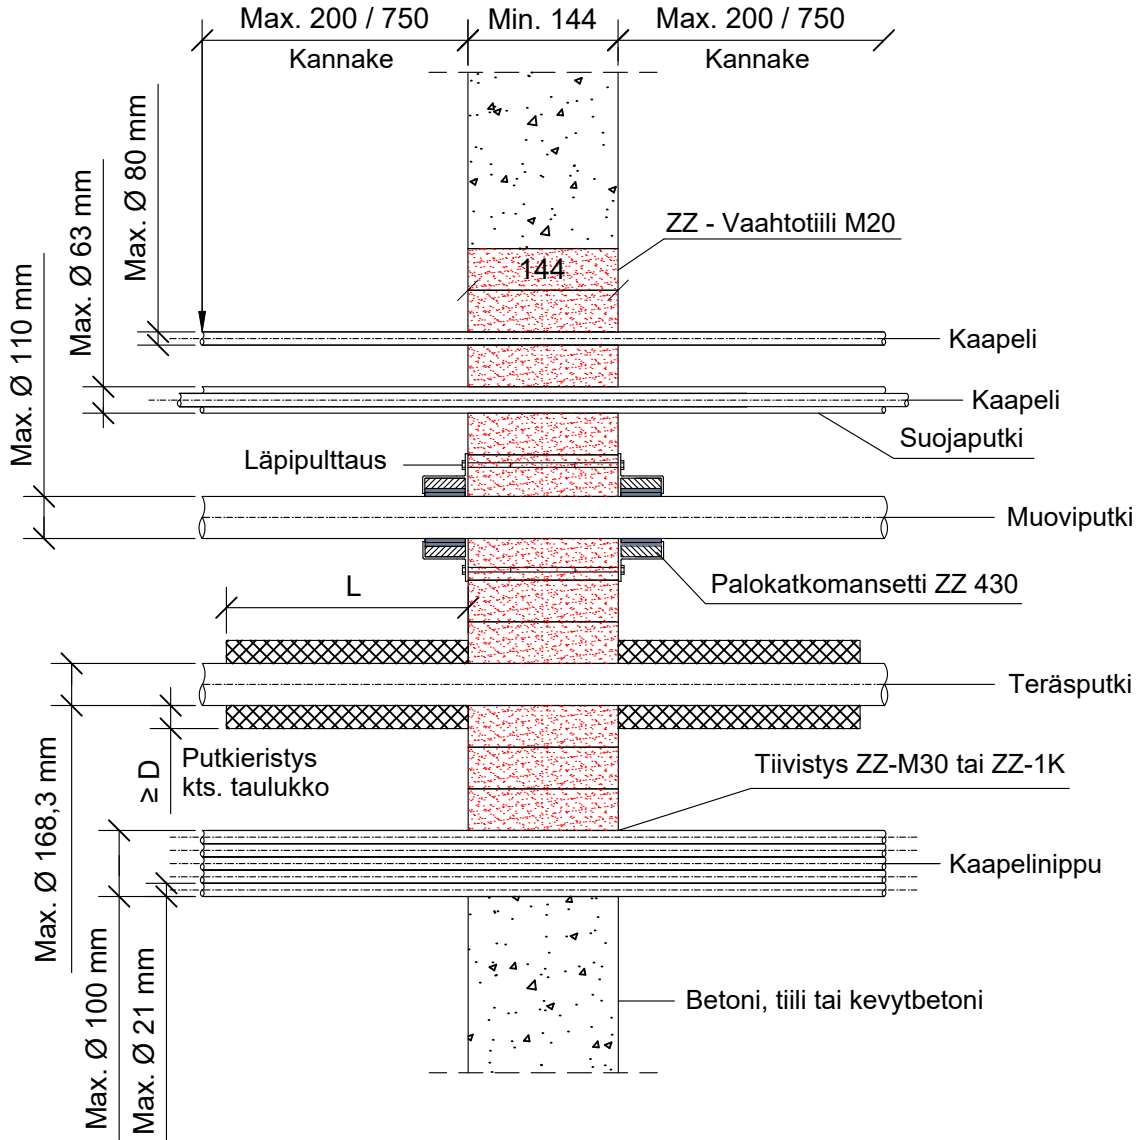 Max. 200 / 750
Min. 144
Max. 200 / 750
Kannake
Kannake
Max. Ø 80 mm
Max. Ø 63 mm
Max. Ø 110 mm
ZZ - Vaahtotiili M20
144
Kaapeli
Kaapeli
Suojaputki
Läpipulttaus
Muoviputki
Palokatkomansetti ZZ 430
L
Teräsputki
Putkieristys
kts. taulukko
≥ D
Tiivistys ZZ-M30 tai ZZ-1K
Max. Ø 168,3 mm
Kaapelinippu
Max. Ø 100 mm
Max. Ø 21 mm
Betoni, tiili tai kevytbetoni